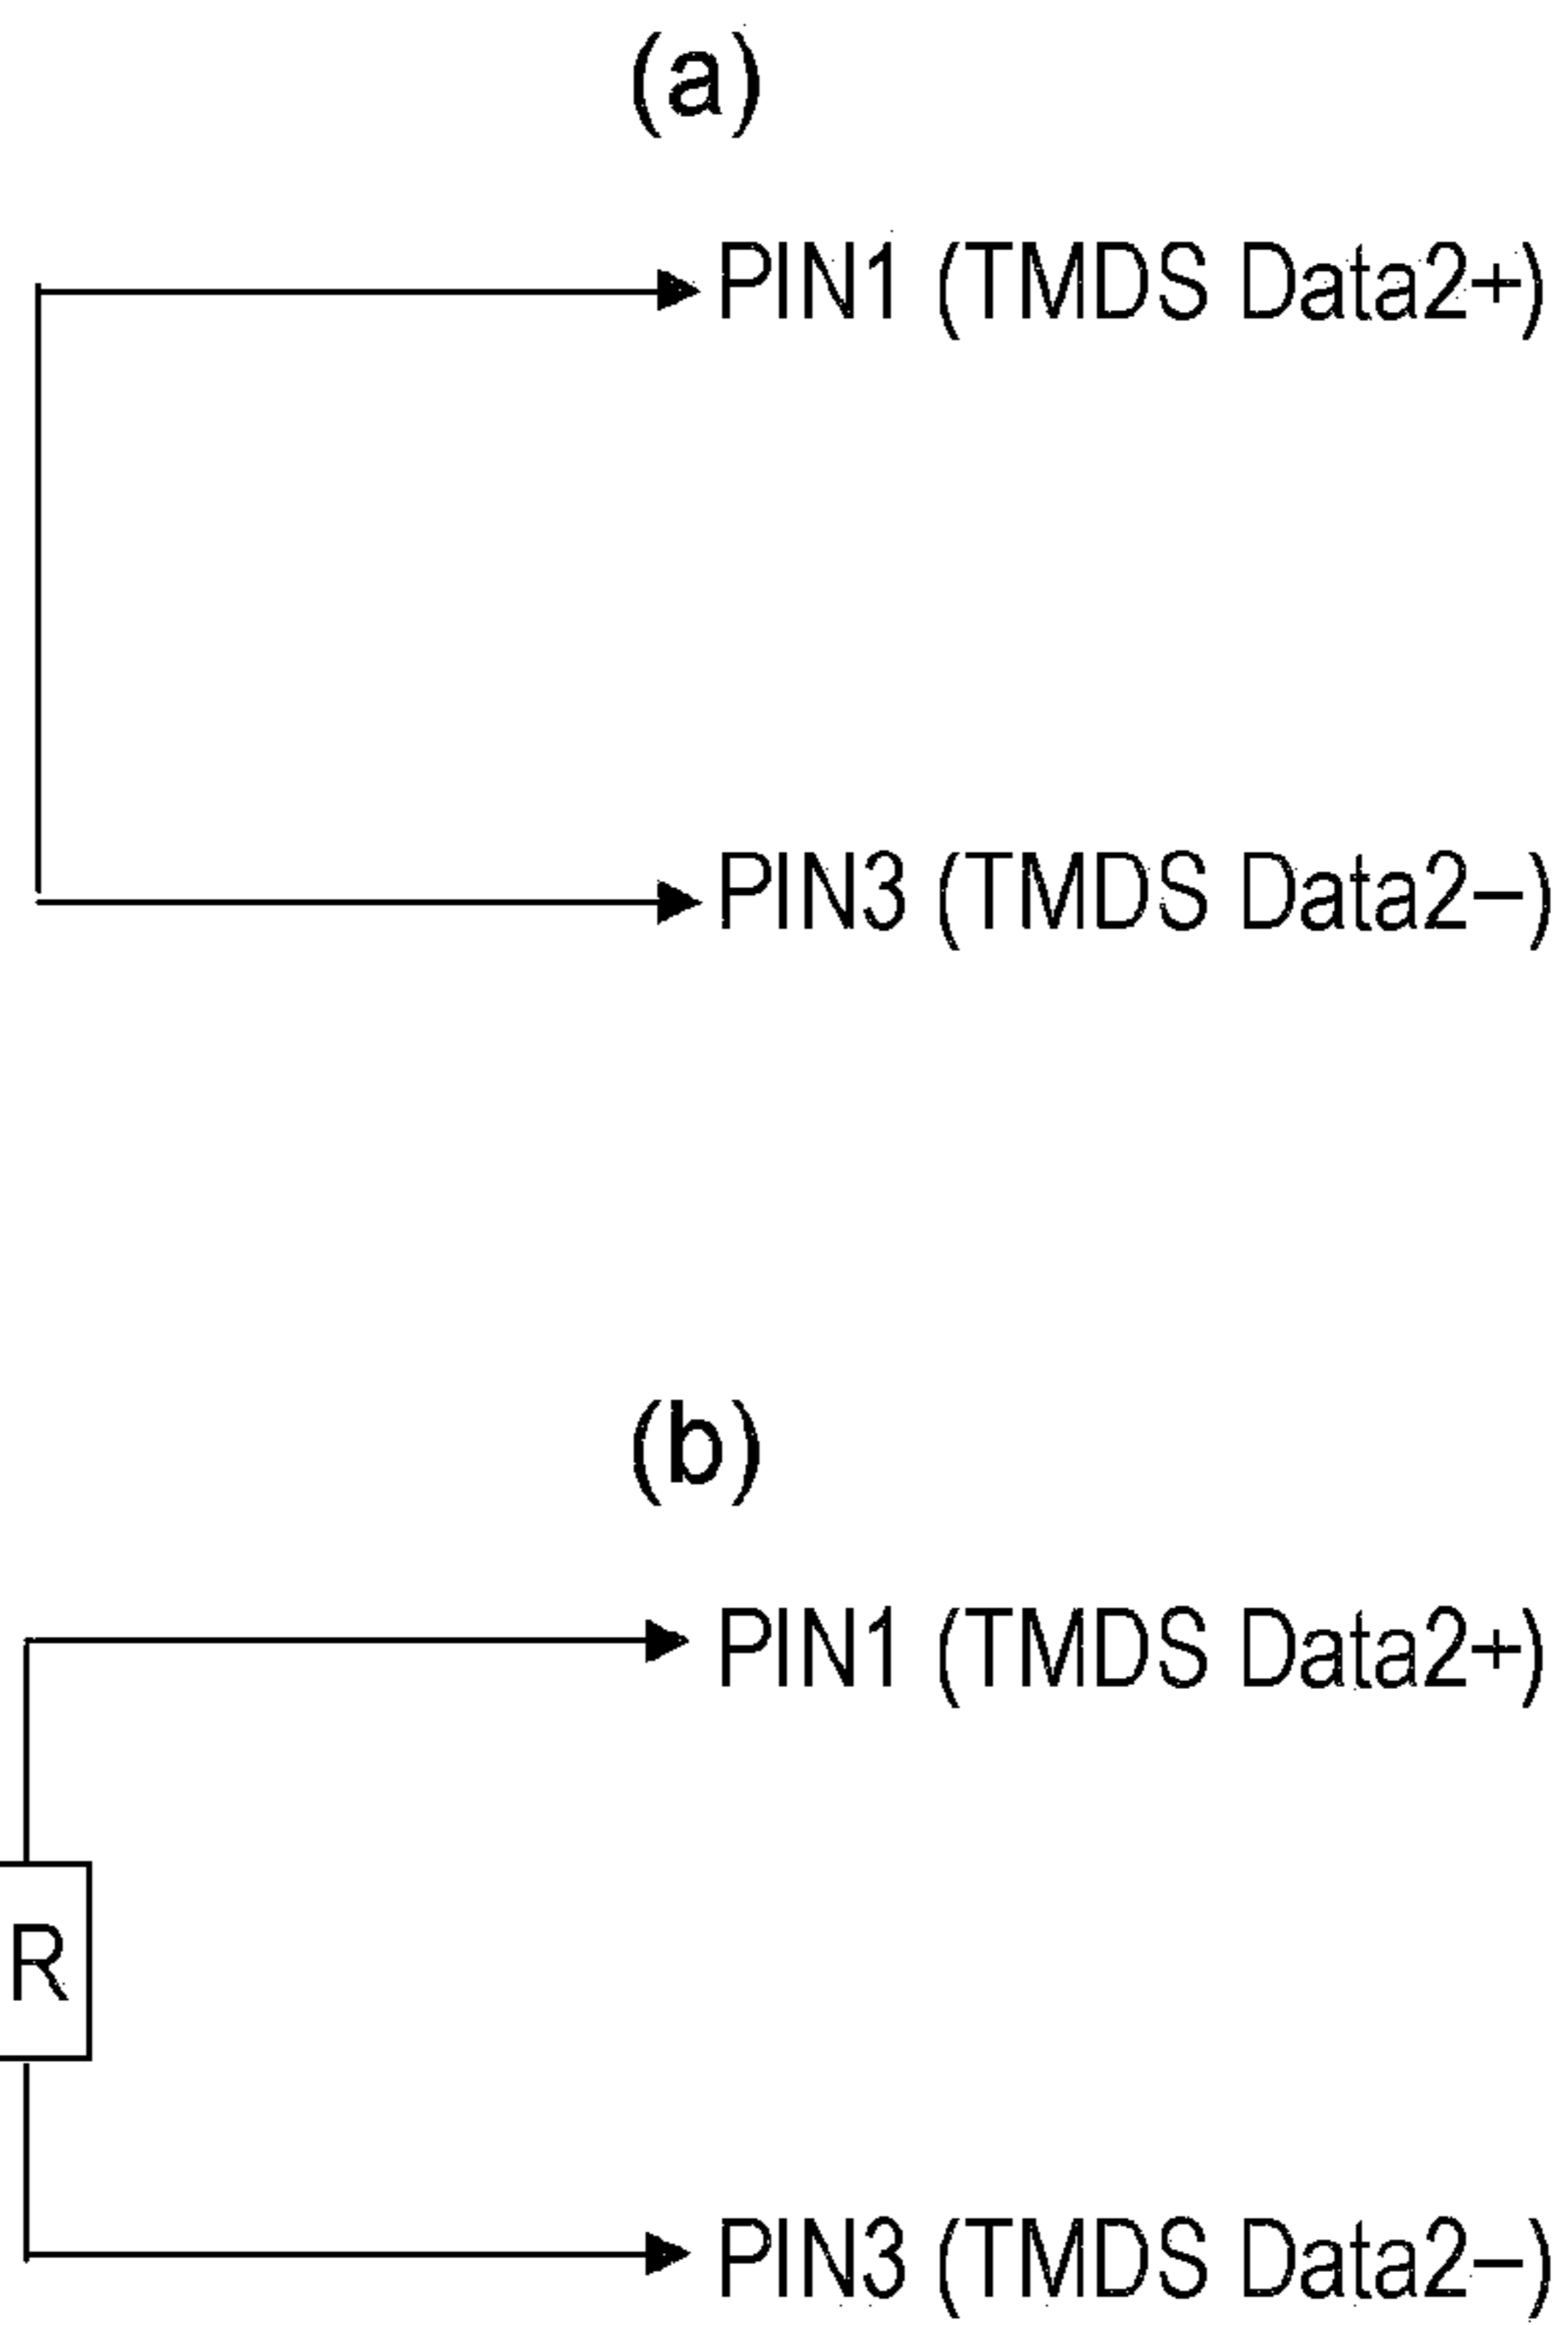 (a)
PIN1 (TMDS Data2+)
PIN3 (TMDS Data2−)
(b)
PIN1 (TMDS Data2+)
R
PIN3 (TMDS Data2−)